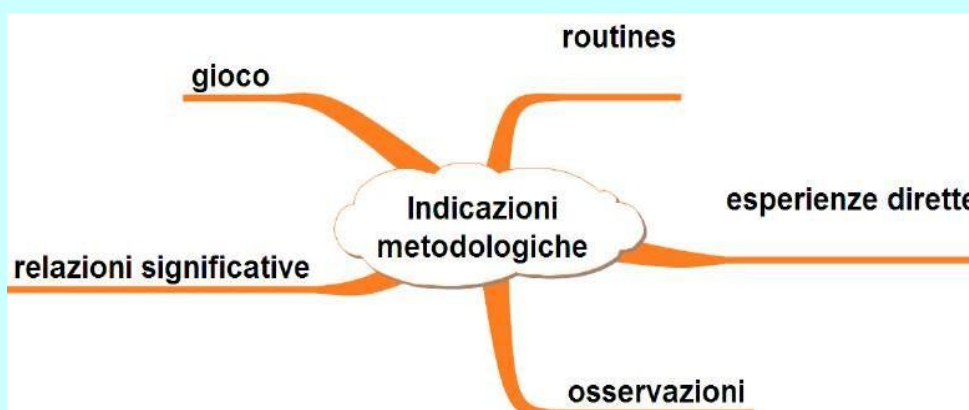 routines
gioco
esperienze dirette
Indicazioni
metodologiche
relazioni significative
osservazioni